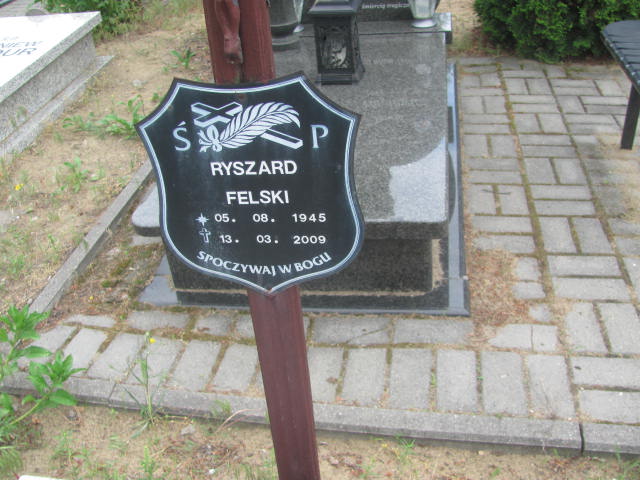 Ś P
RYSZARD
FELSKI
05. 08. 1945
13. 03. 2009
SPOCZYWAJ W BOGU